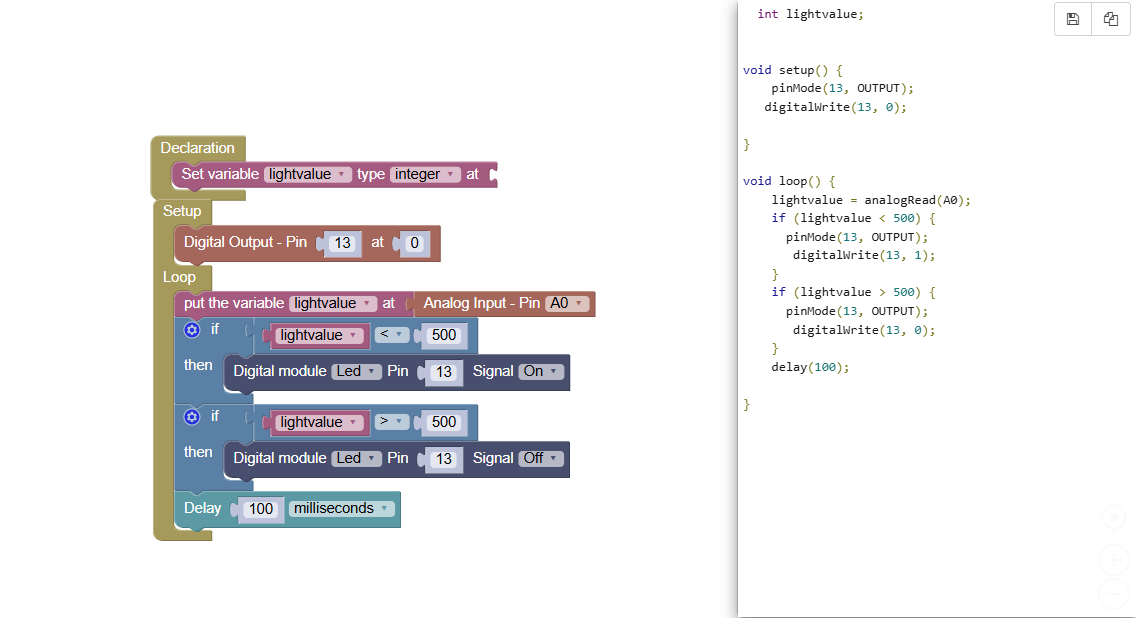 Declaration
Set variable lightvalue type integer at
Setup
Digital Output - Pin 13 at 0
Loop
put the variable lightvalue at Analog Input - Pin A0
if lightvalue < 500
then Digital module Led Pin 13 Signal On
if lightvalue > 500
then Digital module Led Pin 13 Signal Off
Delay 100 milliseconds
int lightvalue;
void setup() {
pinMode(13, OUTPUT);
digitalWrite(13, 0);
}
void loop() {
lightvalue = analogRead(A0);
if (lightvalue < 500) {
pinMode(13, OUTPUT);
digitalWrite(13, 1);
}
if (lightvalue > 500) {
pinMode(13, OUTPUT);
digitalWrite(13, 0);
}
delay(100);
}